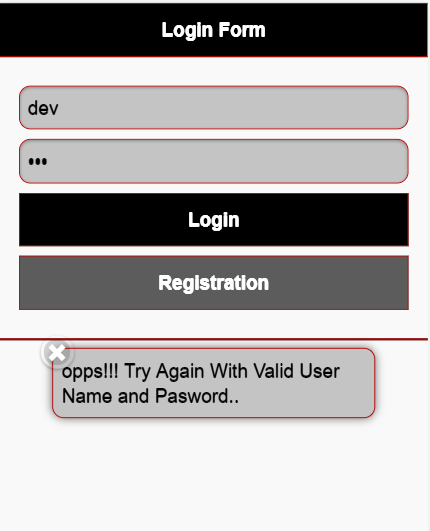 Login Form
dev
•••
Login
Registration
opps!!! Try Again With Valid User
Name and Pasword..